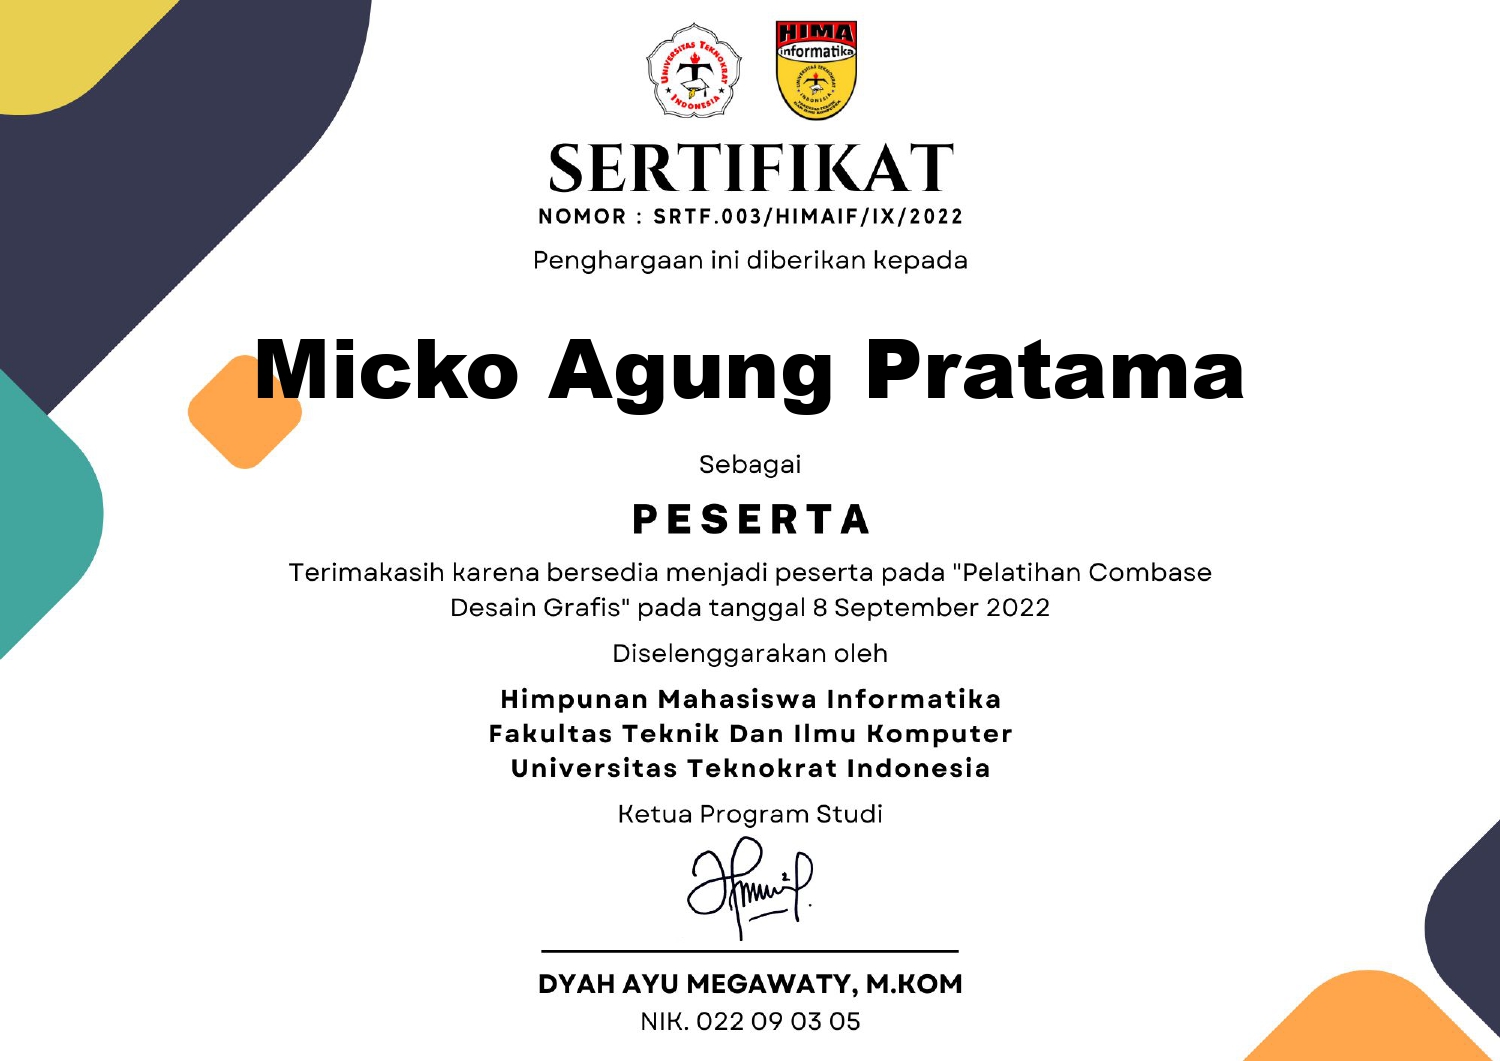 UNIVERSITAS TEKNOKRAT
INDONESIA
HIMA
informatika
SERTIFIKAT
NOMOR : SRTF.003/HIMAIF/IX/2022
Penghargaan ini diberikan kepada
Micko Agung Pratama
Sebagai
PESERTA
Terimakasih karena bersedia menjadi peserta pada "Pelatihan Combase
Desain Grafis" pada tanggal 8 September 2022
Diselenggarakan oleh
Himpunan Mahasiswa Informatika
Fakultas Teknik Dan Ilmu Komputer
Universitas Teknokrat Indonesia
Ketua Program Studi
DYAH AYU MEGAWATY, M.KOM
NIK. 022 09 03 05